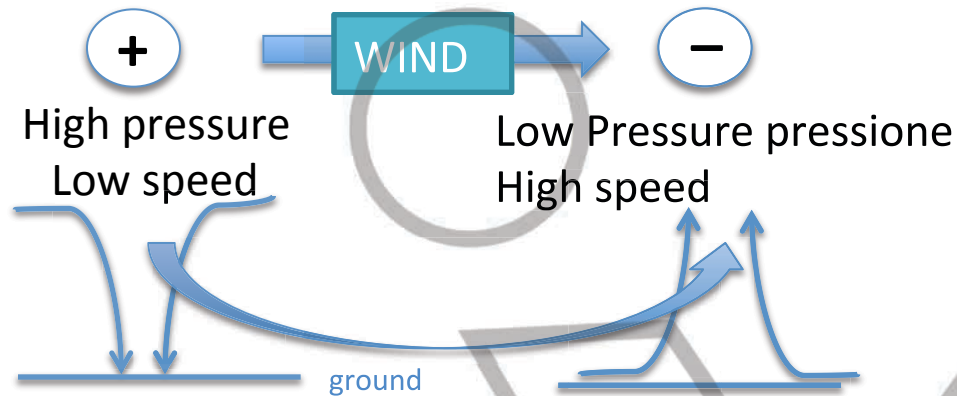 +
WIND
−
High pressure
Low speed
Low Pressure pressione
High speed
ground